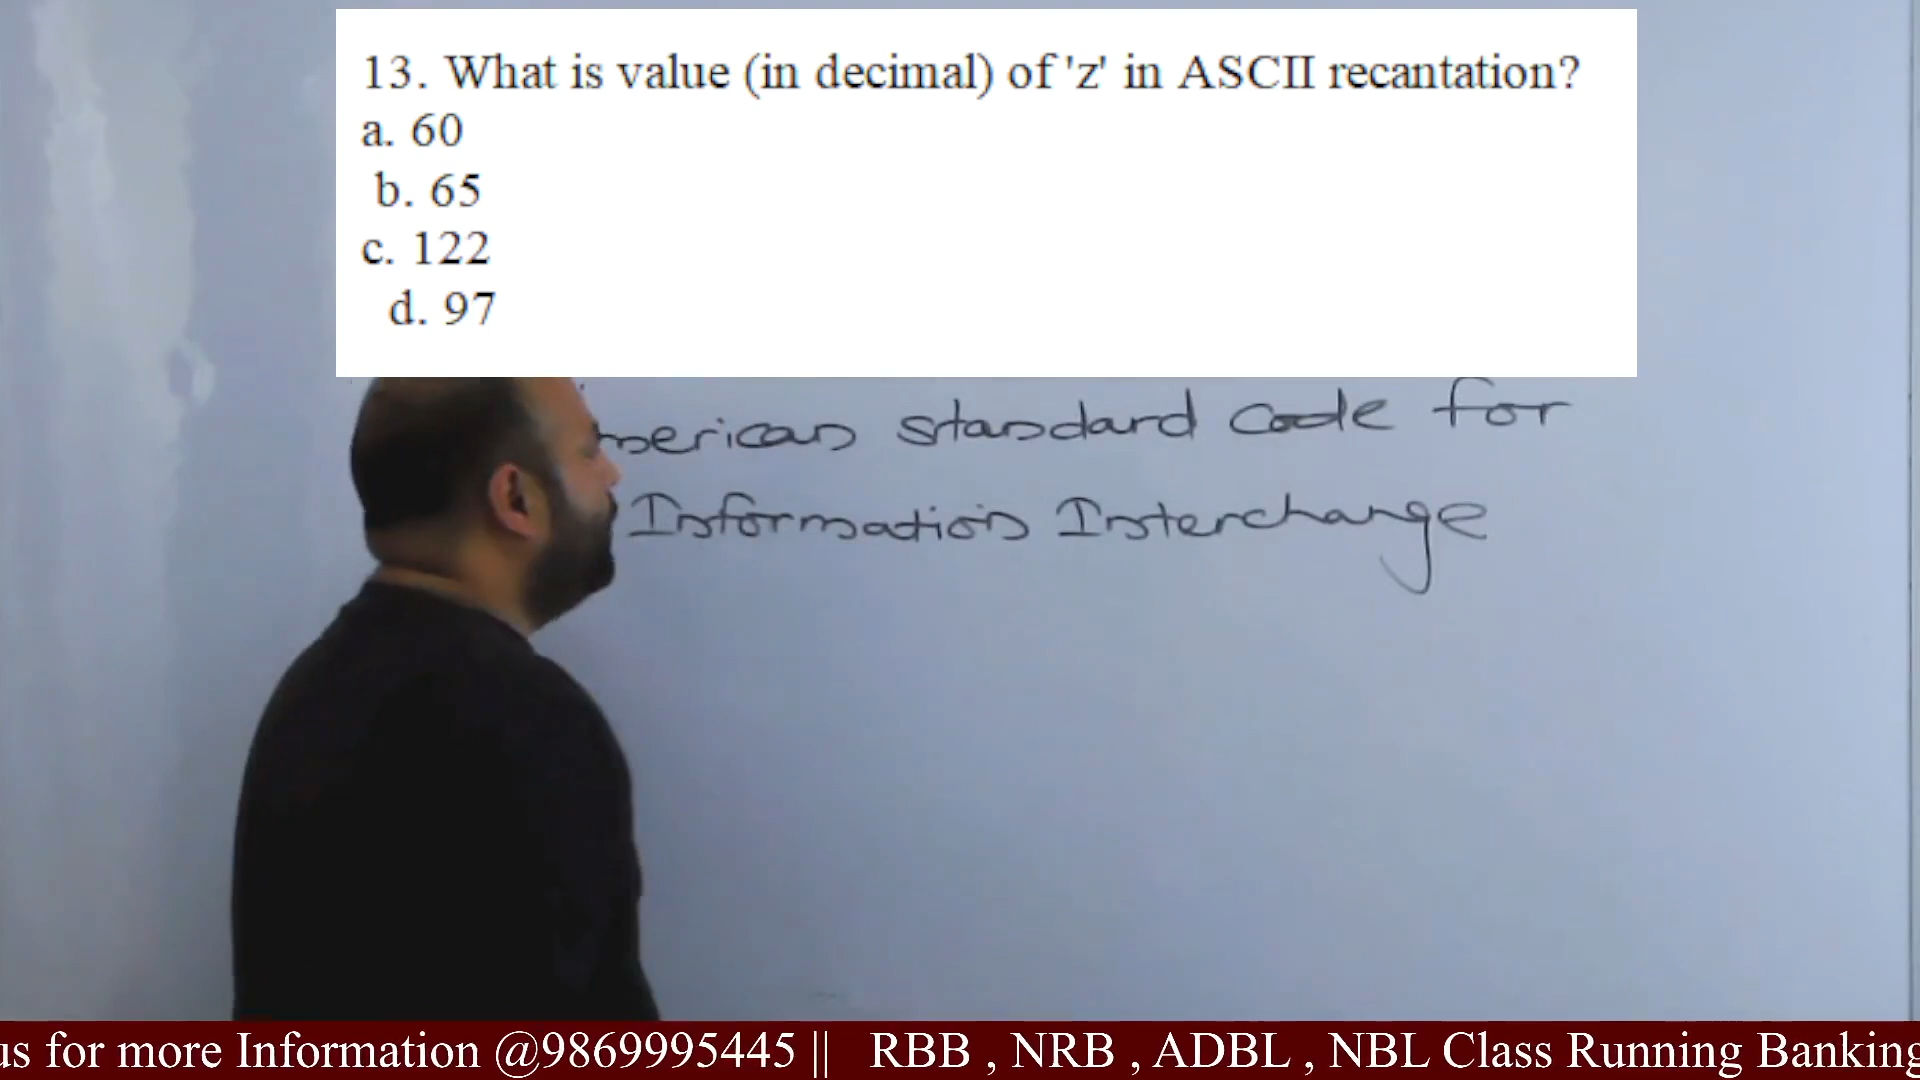 13. What is value (in decimal) of 'z' in ASCII recantation?
a. 60
b. 65
c. 122
d. 97
merican standard code for
Information Interchange
us for more Information @9869995445 || RBB , NRB , ADBL , NBL Class Running Banking